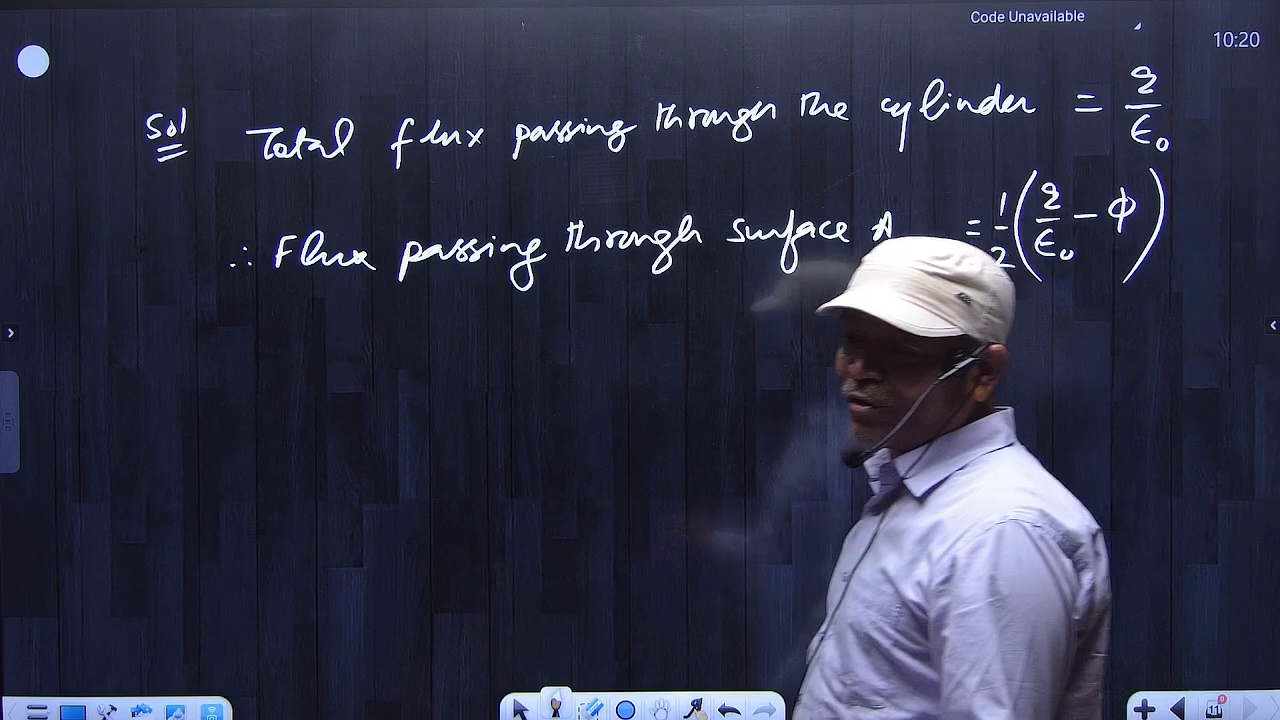 Code Unavailable
10:20
Sol Total flux passing through the cylinder = q/ε₀
∴ Flux passing through surface A = 1/2 (q/ε₀ − Φ)